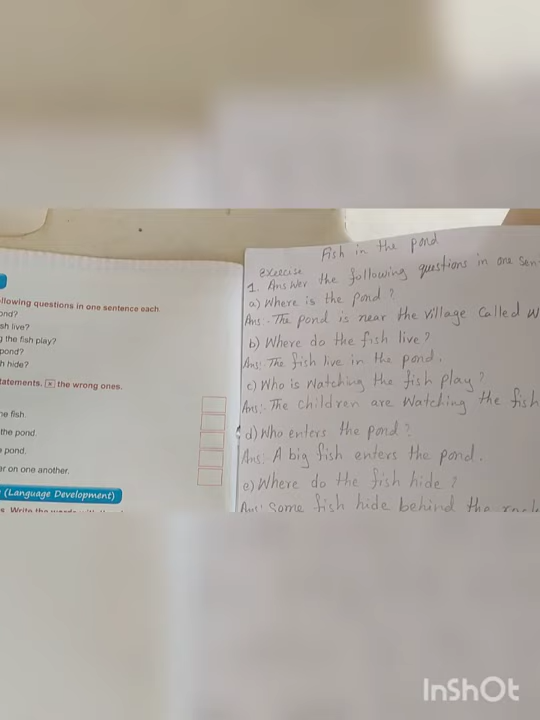 llowing questions in one sentence each.
ond?
sh live?
g the fish play?
pond?
h hide?
tatements, × the wrong ones.
he fish.
the pond.
pond.
er on one another.
(Language Development)
Fish in the pond
Exercise
1. Answer the following questions in one sen
a) Where is the pond?
Ans:- The pond is near the village called W
b) Where do the fish live?
Ans: The fish live in the pond.
c) Who is watching the fish play?
Ans:- The children are watching the fish
d) Who enters the pond?
Ans: A big fish enters the pond.
e) Where do the fish hide?
Ans: Some fish hide behind the
InShOt